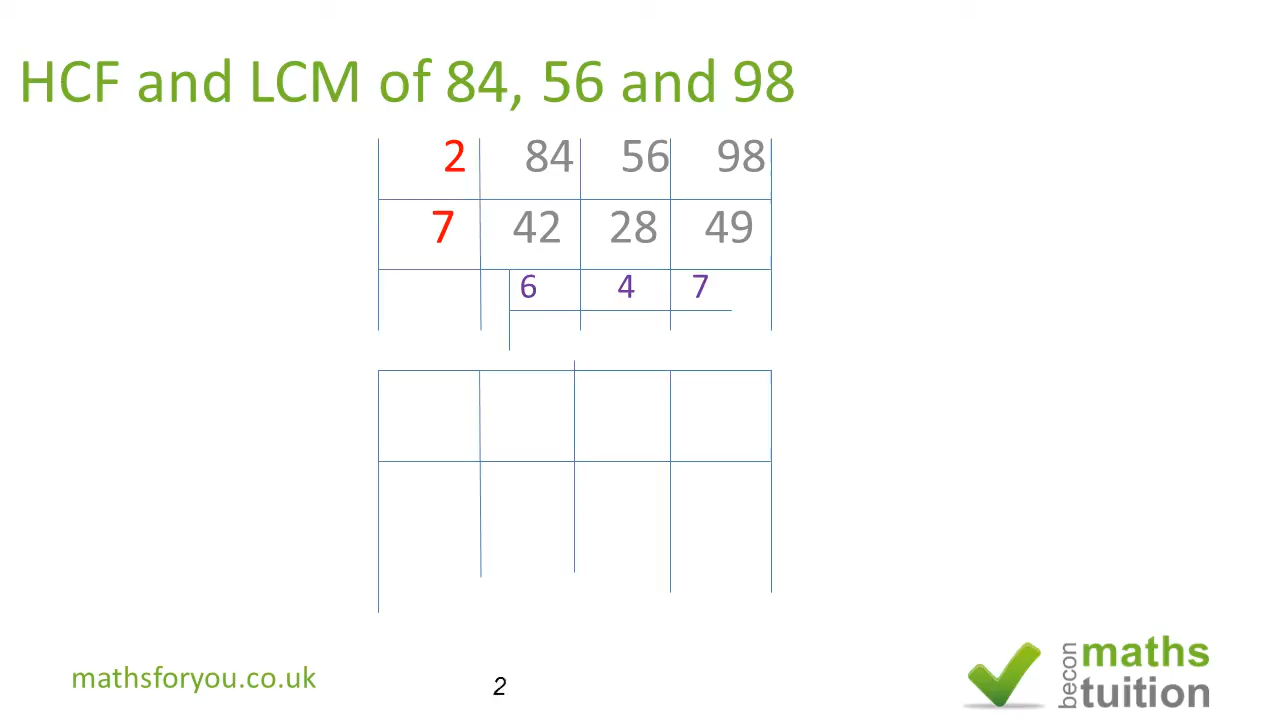 HCF and LCM of 84, 56 and 98
2 84 56 98
7 42 28 49
6 4 7
mathsforyou.co.uk
2
becon
maths
tuition